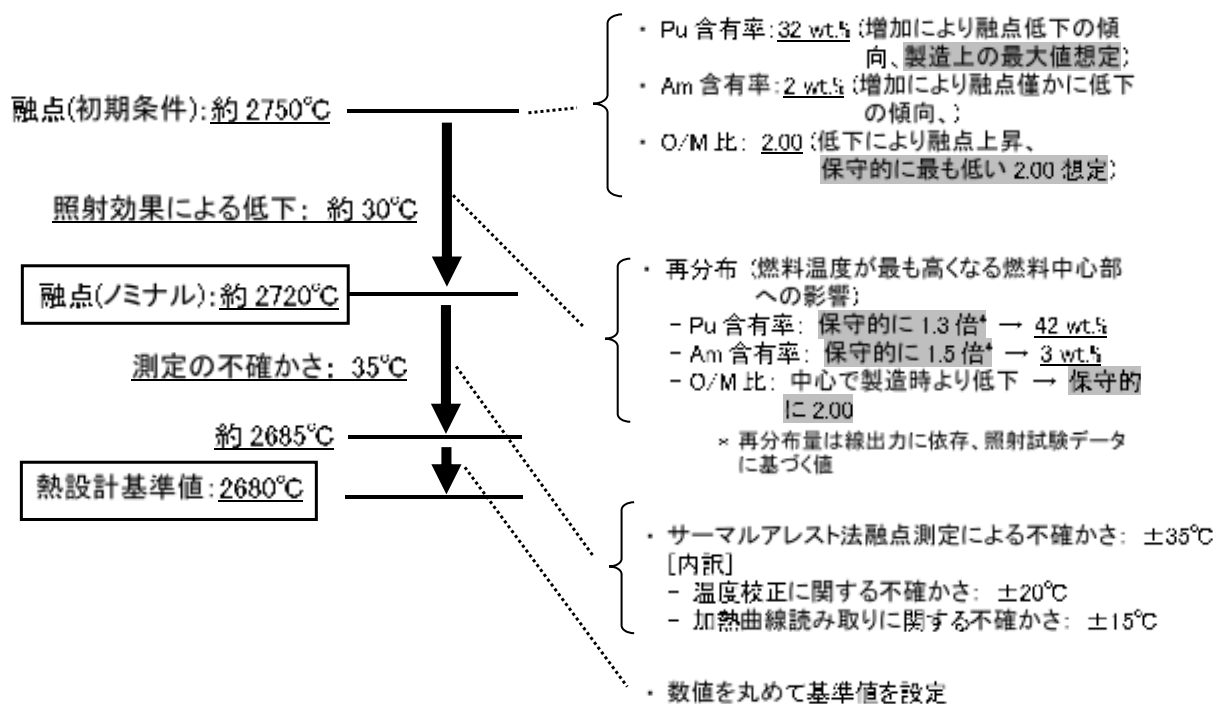 融点(初期条件):約 2750℃
照射効果による低下: 約 30℃
融点(ノミナル):約 2720℃
測定の不確かさ: 35℃
約 2685℃
熱設計基準値:2680℃
・ Pu 含有率:32 wt.% (増加により融点低下の傾
向、製造上の最大値想定)
・ Am 含有率:2 wt.% (増加により融点僅かに低下
の傾向、)
・ O/M 比: 2.00 (低下により融点上昇、
保守的に最も低い 2.00 想定)
・ 再分布 (燃料温度が最も高くなる燃料中心部
への影響)
- Pu 含有率: 保守的に 1.3 倍* → 42 wt.%
- Am 含有率: 保守的に 1.5 倍* → 3 wt.%
- O/M 比: 中心で製造時より低下 → 保守的
に 2.00
* 再分布量は線出力に依存、照射試験データ
に基づく値
・ サーマルアレスト法融点測定による不確かさ: ±35℃
[内訳]
- 温度校正に関する不確かさ: ±20℃
- 加熱曲線読み取りに関する不確かさ: ±15℃
・ 数値を丸めて基準値を設定